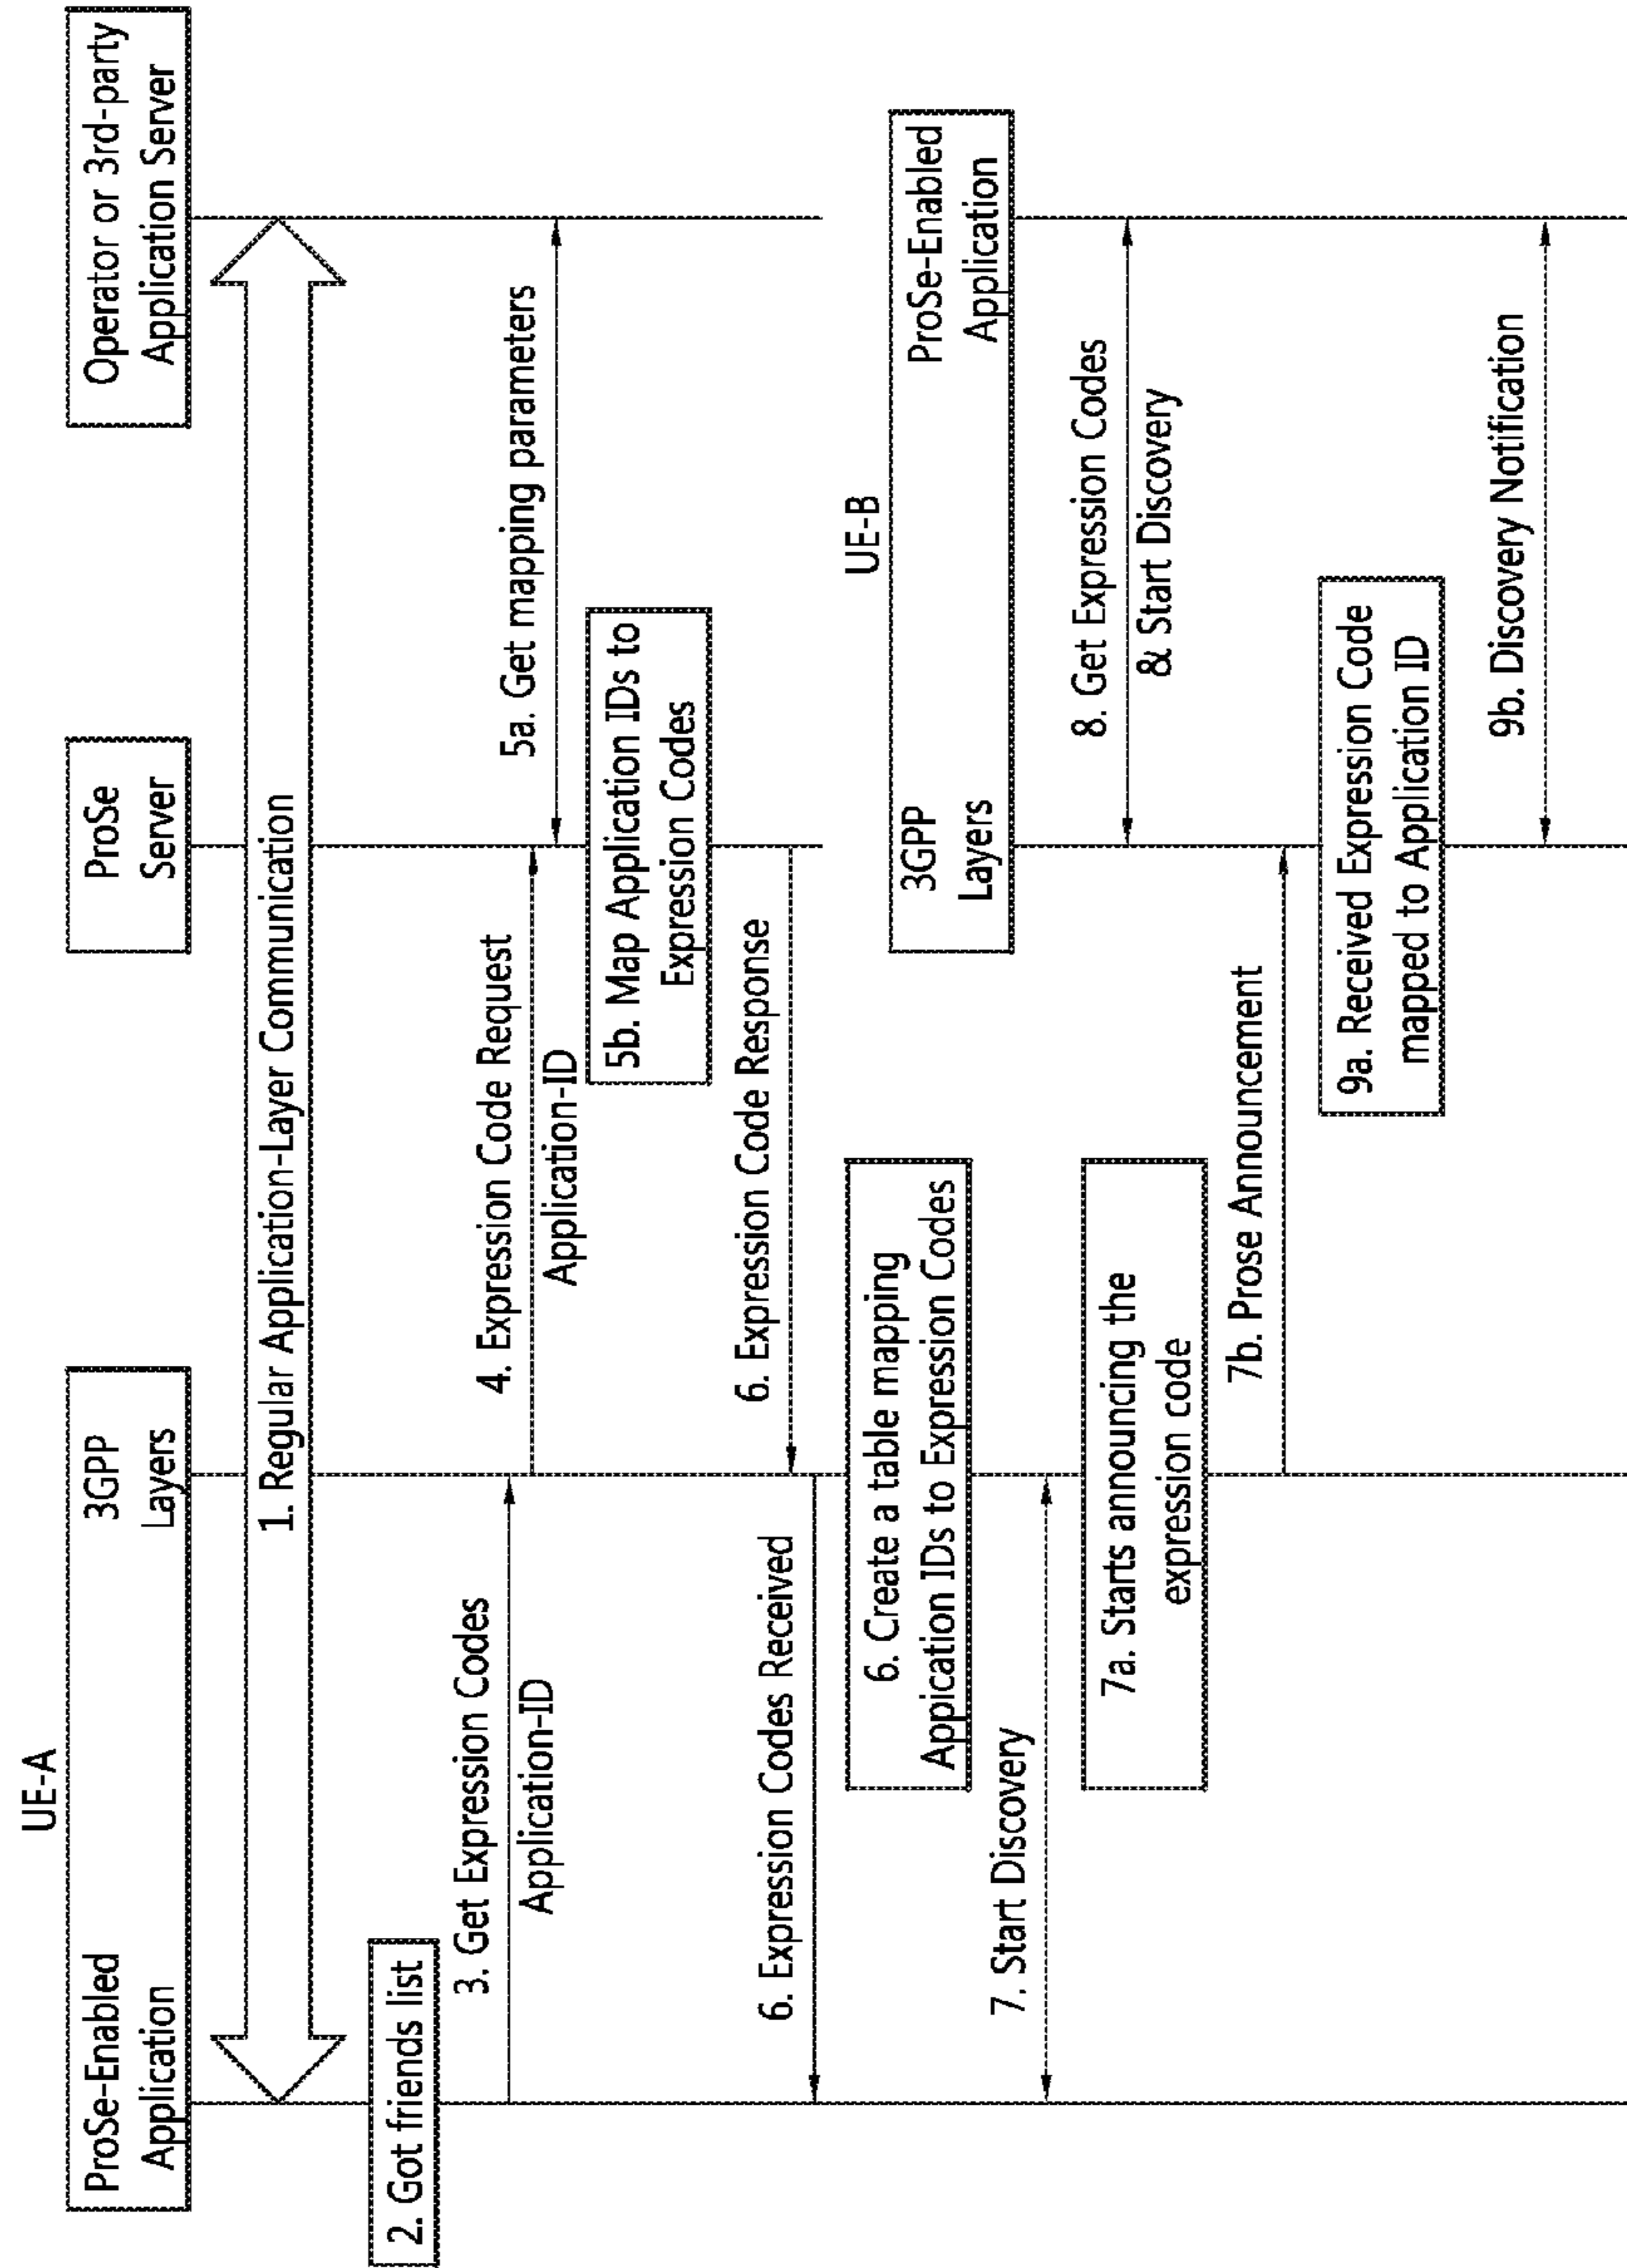 UE-A
ProSe-Enabled
Application
3GPP
Layers
ProSe
Server
Operator or 3rd-party
Application Server
1. Regular Application-Layer Communication
2. Got friends list
3. Get Expression Codes
Application-ID
4. Expression Code Request
Application-ID
5a. Get mapping parameters
5b. Map Application IDs to
Expression Codes
6. Expression Code Response
6. Expression Codes Received
6. Create a table mapping
Appication IDs to Expression Codes
UE-B
3GPP
Layers
ProSe-Enabled
Application
7. Start Discovery
8. Get Expression Codes
& Start Discovery
7a. Starts announcing the
expression code
7b. Prose Announcement
9a. Received Expression Code
mapped to Application ID
9b. Discovery Notification